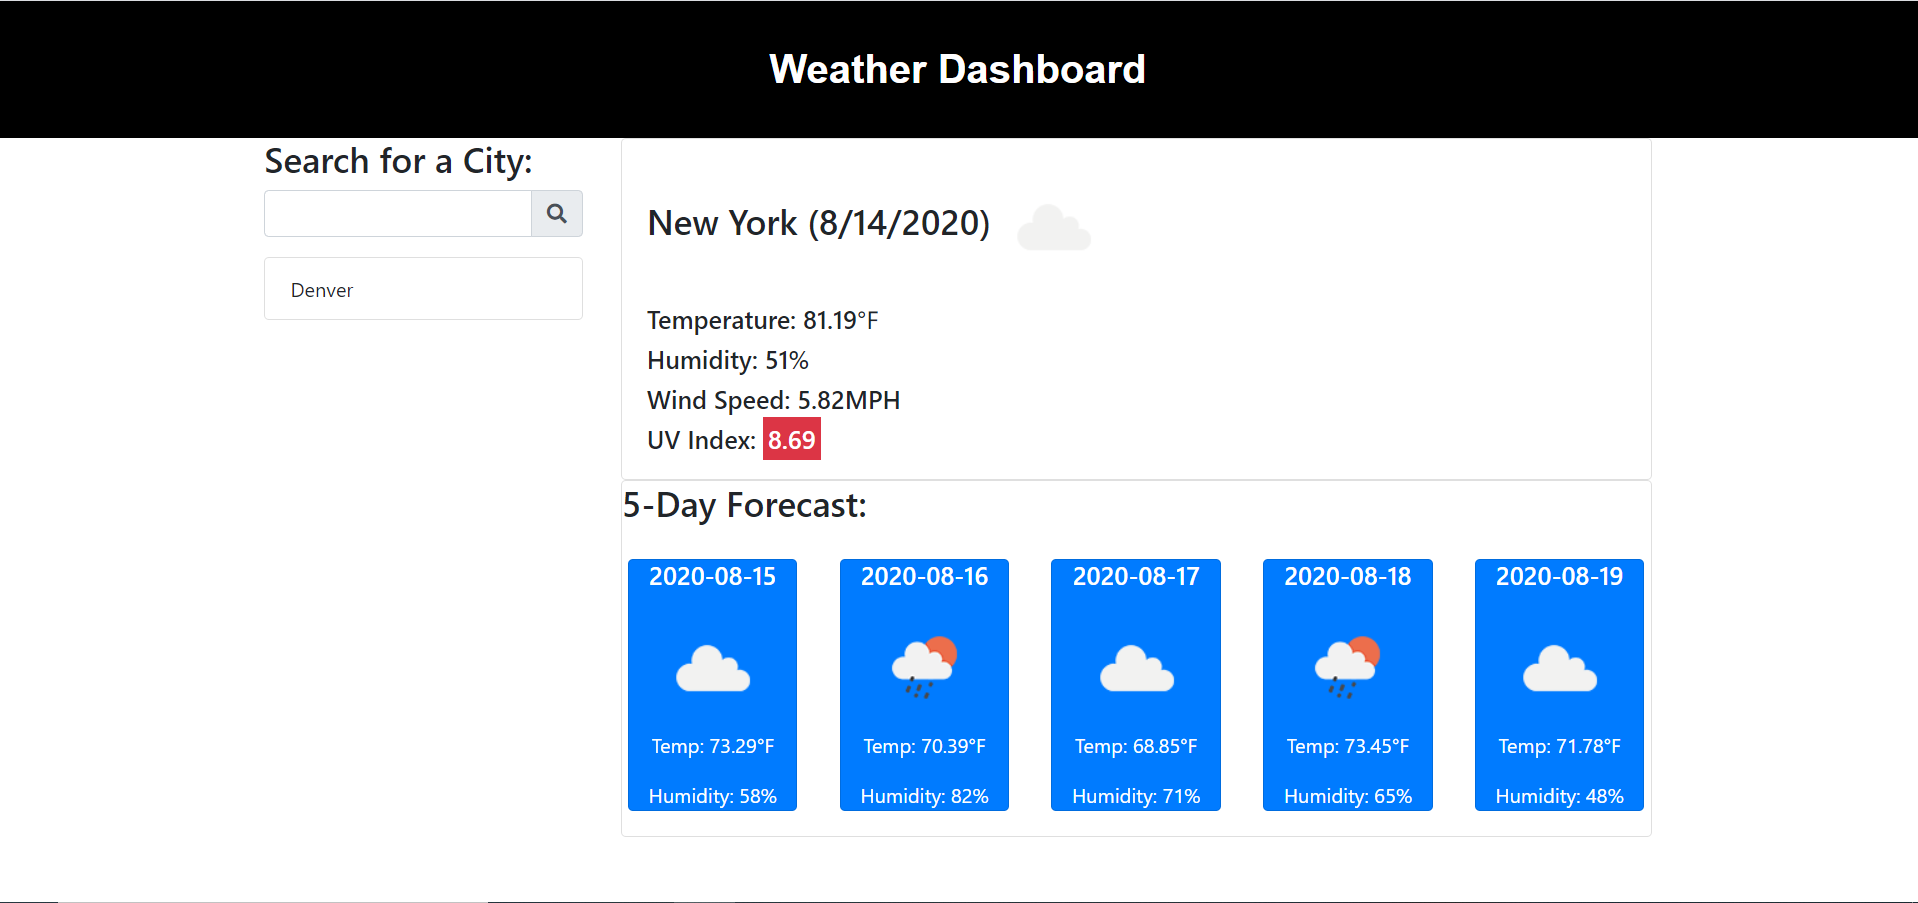 Weather Dashboard
Search for a City:
Denver
New York (8/14/2020)
Temperature: 81.19°F
Humidity: 51%
Wind Speed: 5.82MPH
UV Index: 8.69
5-Day Forecast:
2020-08-15
Temp: 73.29°F
Humidity: 58%
2020-08-16
Temp: 70.39°F
Humidity: 82%
2020-08-17
Temp: 68.85°F
Humidity: 71%
2020-08-18
Temp: 73.45°F
Humidity: 65%
2020-08-19
Temp: 71.78°F
Humidity: 48%